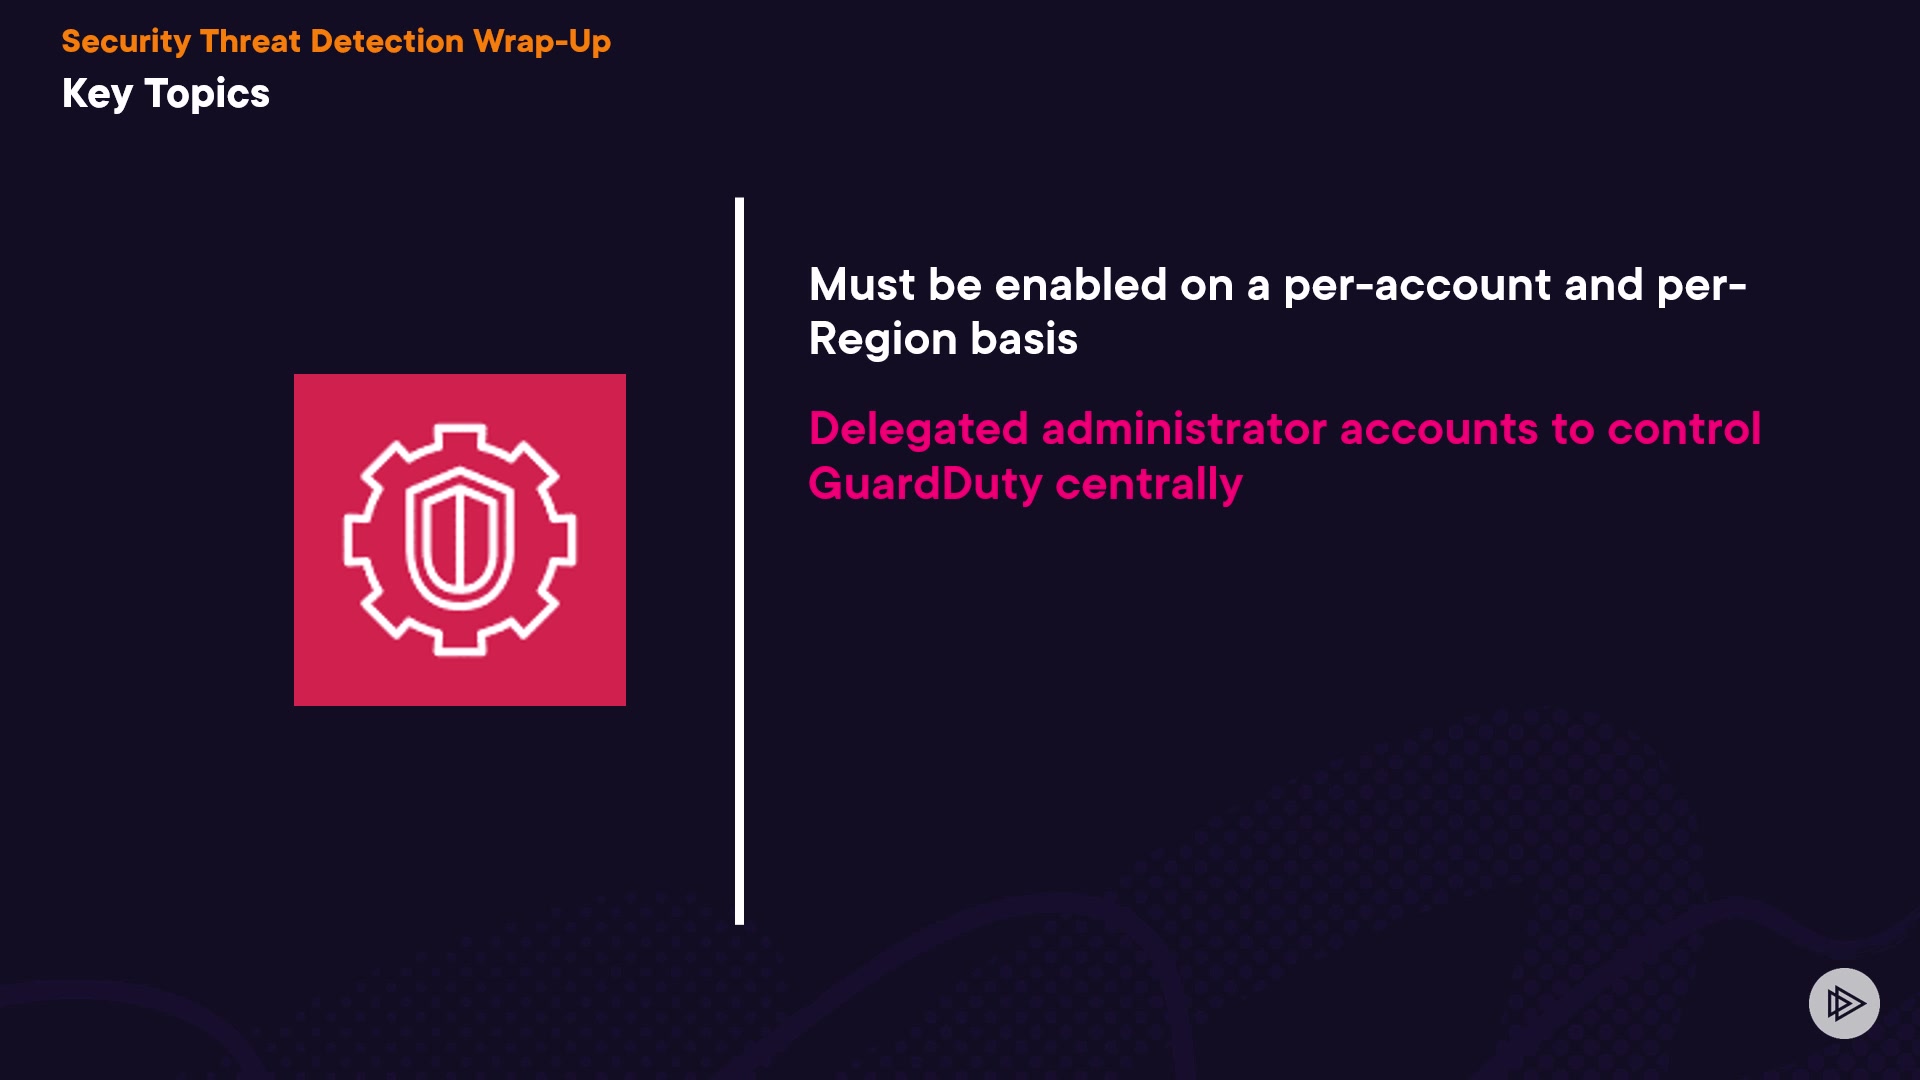 Security Threat Detection Wrap-Up
Key Topics
Must be enabled on a per-account and per-
Region basis
Delegated administrator accounts to control
GuardDuty centrally